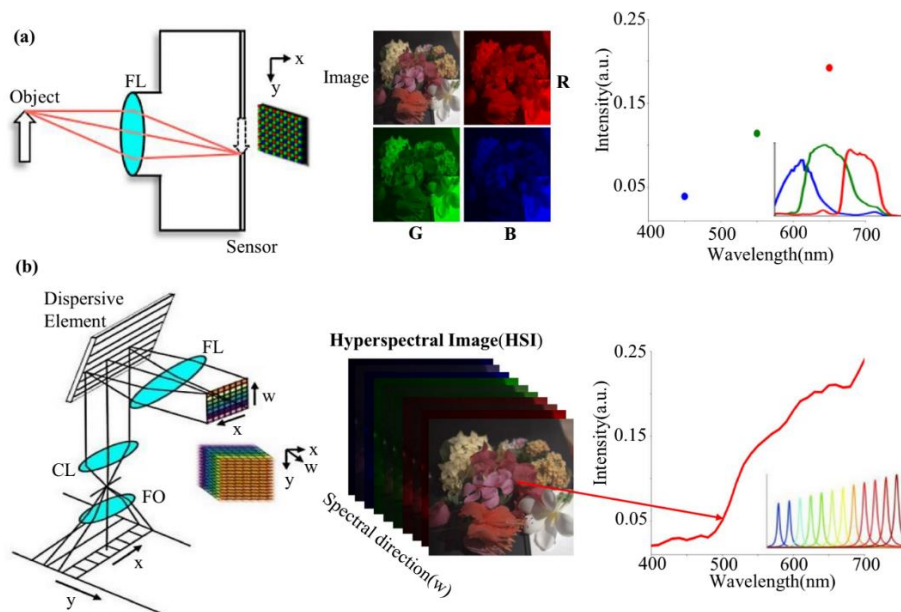 (a)
Object
FL
x
y
Sensor
Image
R
G
B
Intensity(a.u.)
0.25
0.15
0.05
400
500
600
700
Wavelength(nm)
(b)
Dispersive
Element
FL
w
x
CL
FO
x
w
y
x
y
Hyperspectral Image(HSI)
Spectral direction(w)
Intensity(a.u.)
0.25
0.15
0.05
400
500
600
700
Wavelength(nm)